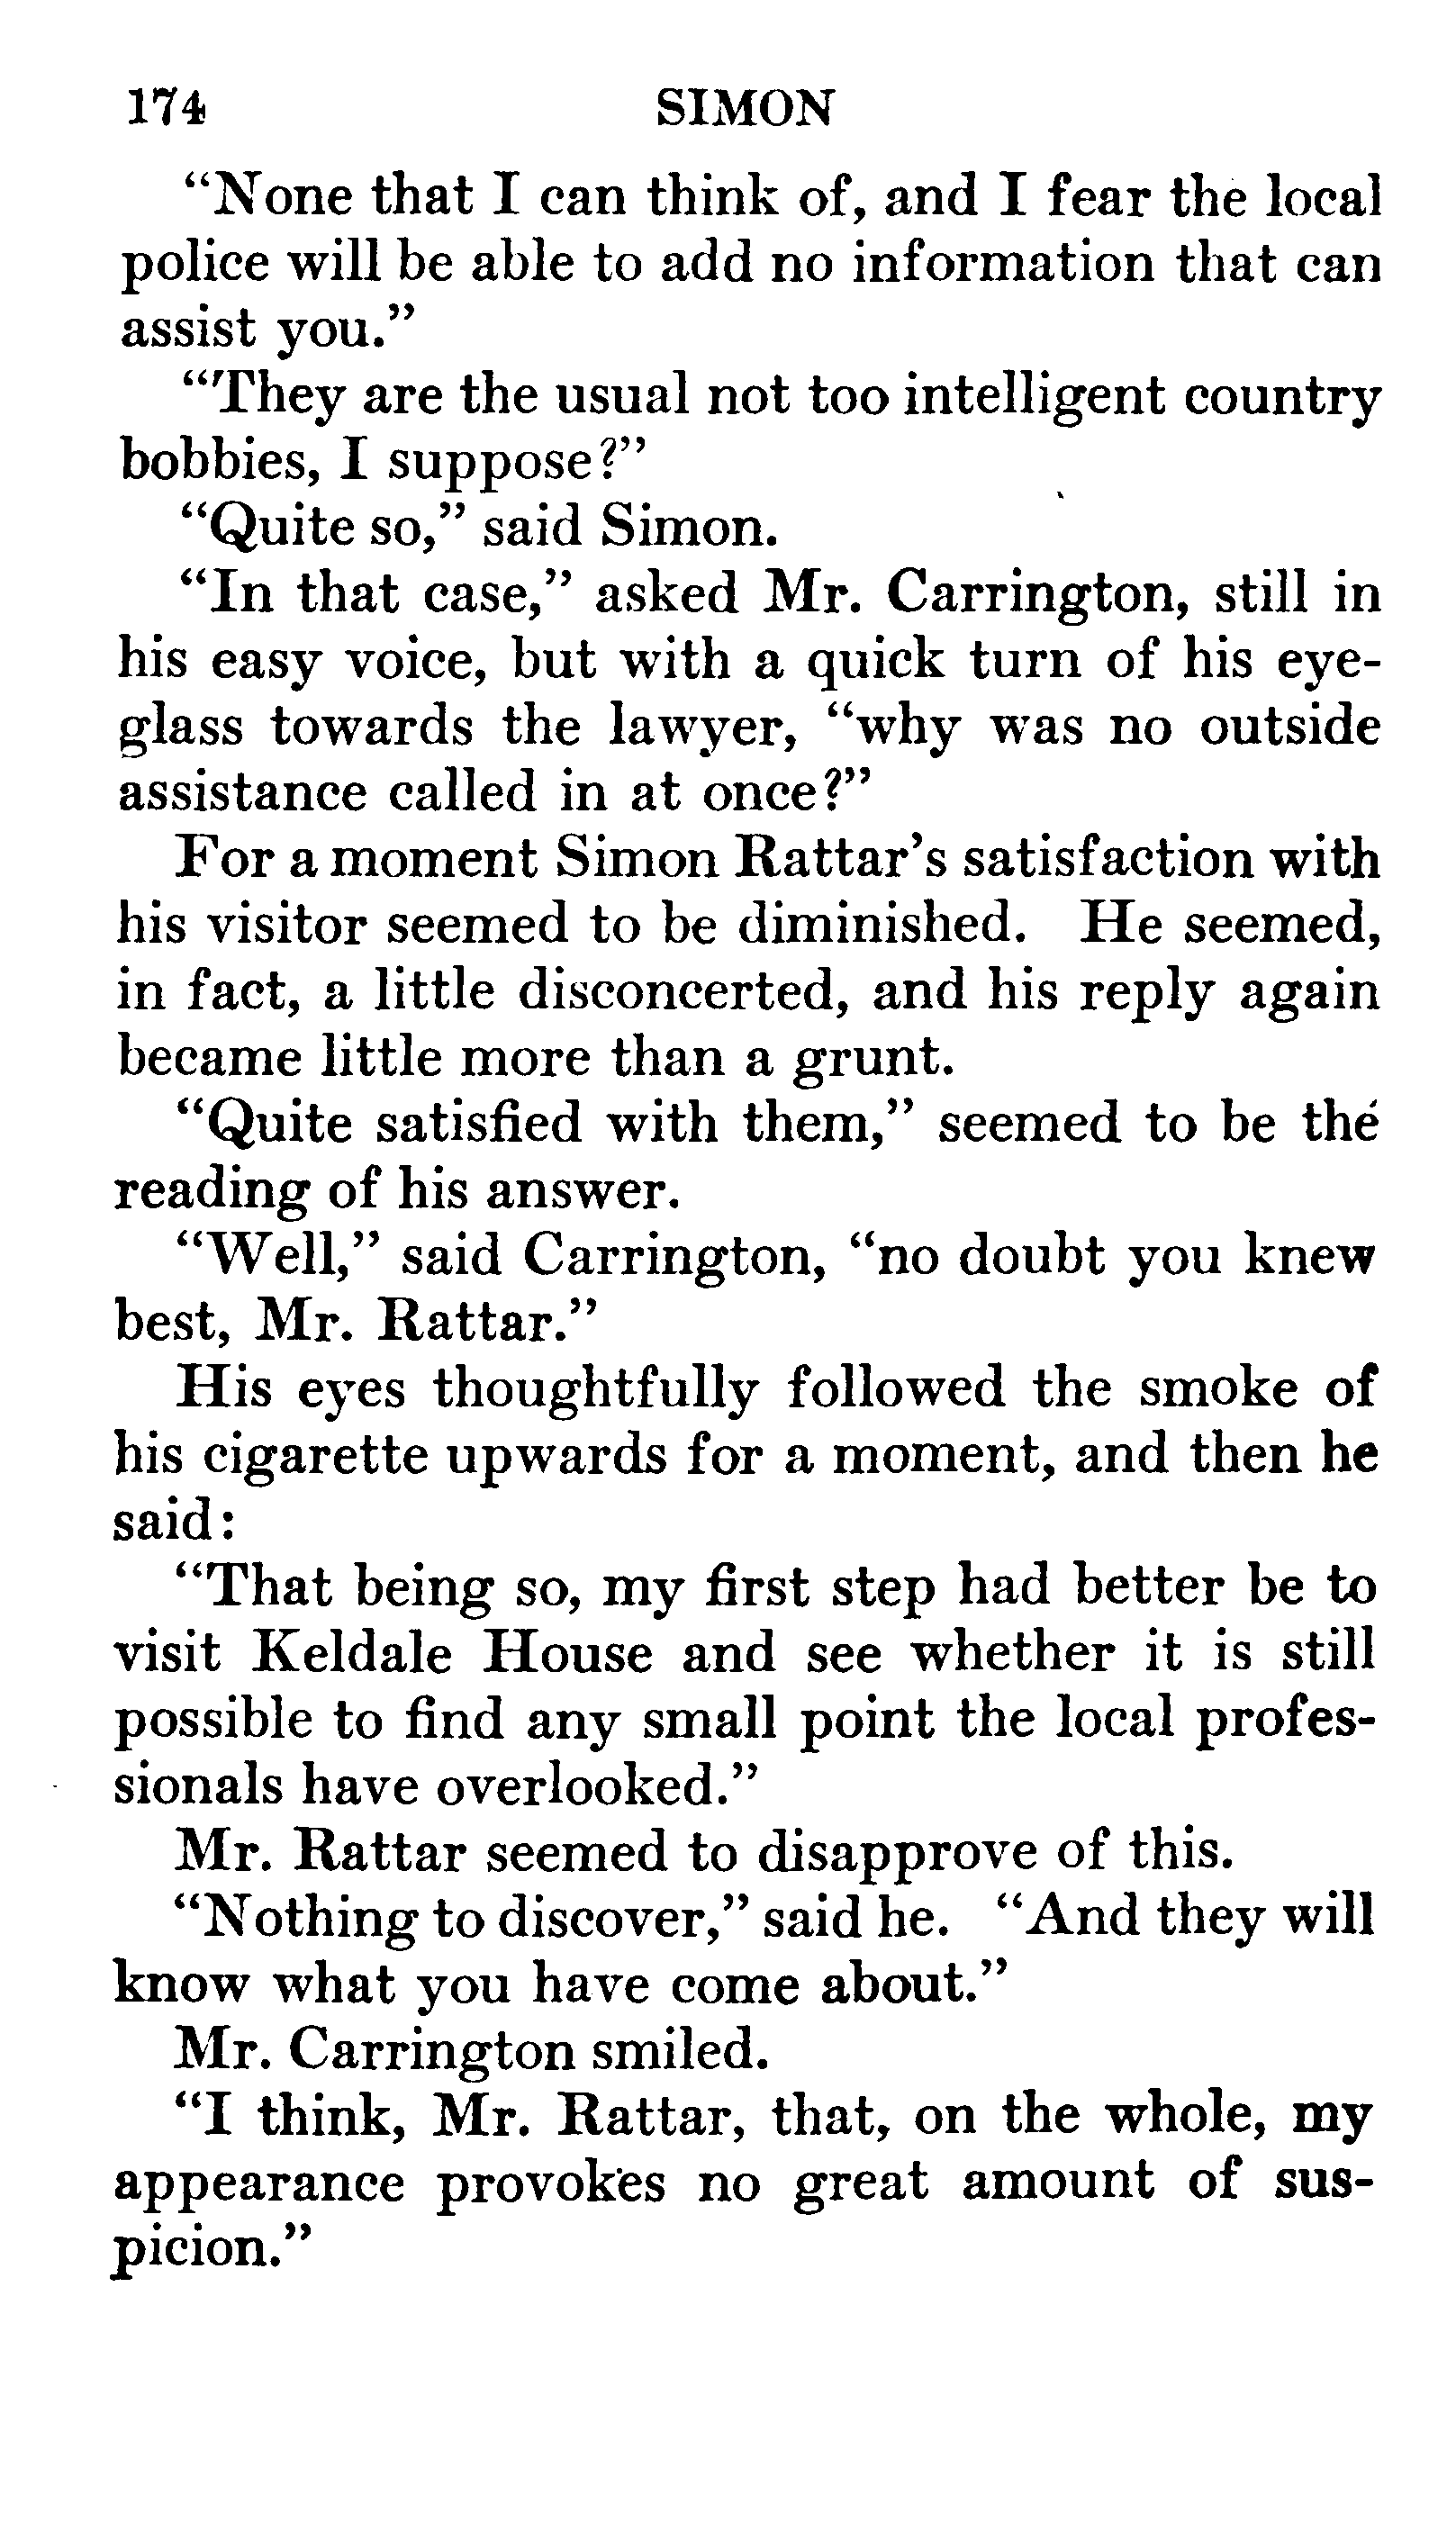 174 SIMON
“None that I can think of, and I fear the local
police will be able to add no information that can
assist you.”
“They are the usual not too intelligent country
bobbies, I suppose?”
“Quite so,” said Simon.
“In that case,” asked Mr. Carrington, still in
his easy voice, but with a quick turn of his eye-
glass towards the lawyer, “why was no outside
assistance called in at once?”
For a moment Simon Rattar’s satisfaction with
his visitor seemed to be diminished. He seemed,
in fact, a little disconcerted, and his reply again
became little more than a grunt.
“Quite satisfied with them,” seemed to be the
reading of his answer.
“Well,” said Carrington, “no doubt you knew
best, Mr. Rattar.”
His eyes thoughtfully followed the smoke of
his cigarette upwards for a moment, and then he
said:
“That being so, my first step had better be to
visit Keldale House and see whether it is still
possible to find any small point the local profes-
sionals have overlooked.”
Mr. Rattar seemed to disapprove of this.
“Nothing to discover,” said he. “And they will
know what you have come about.”
Mr. Carrington smiled.
“I think, Mr. Rattar, that, on the whole, my
appearance provokes no great amount of sus-
picion.”